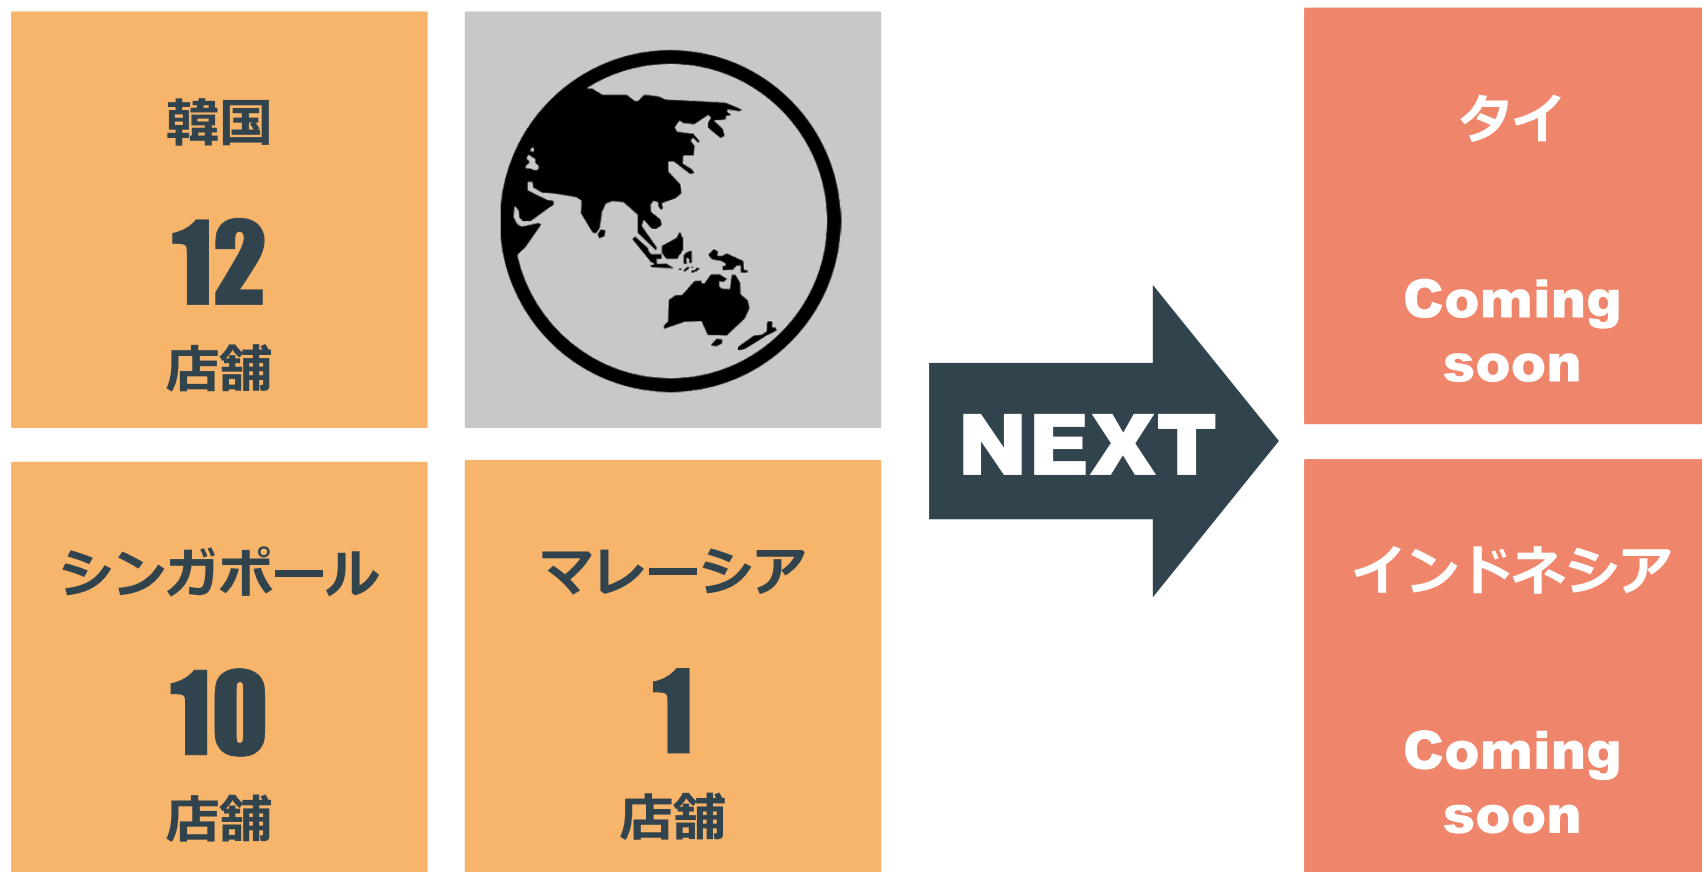 韓国
12
店舗
シンガポール
10
店舗
マレーシア
1
店舗
NEXT
タイ
Coming
soon
インドネシア
Coming
soon